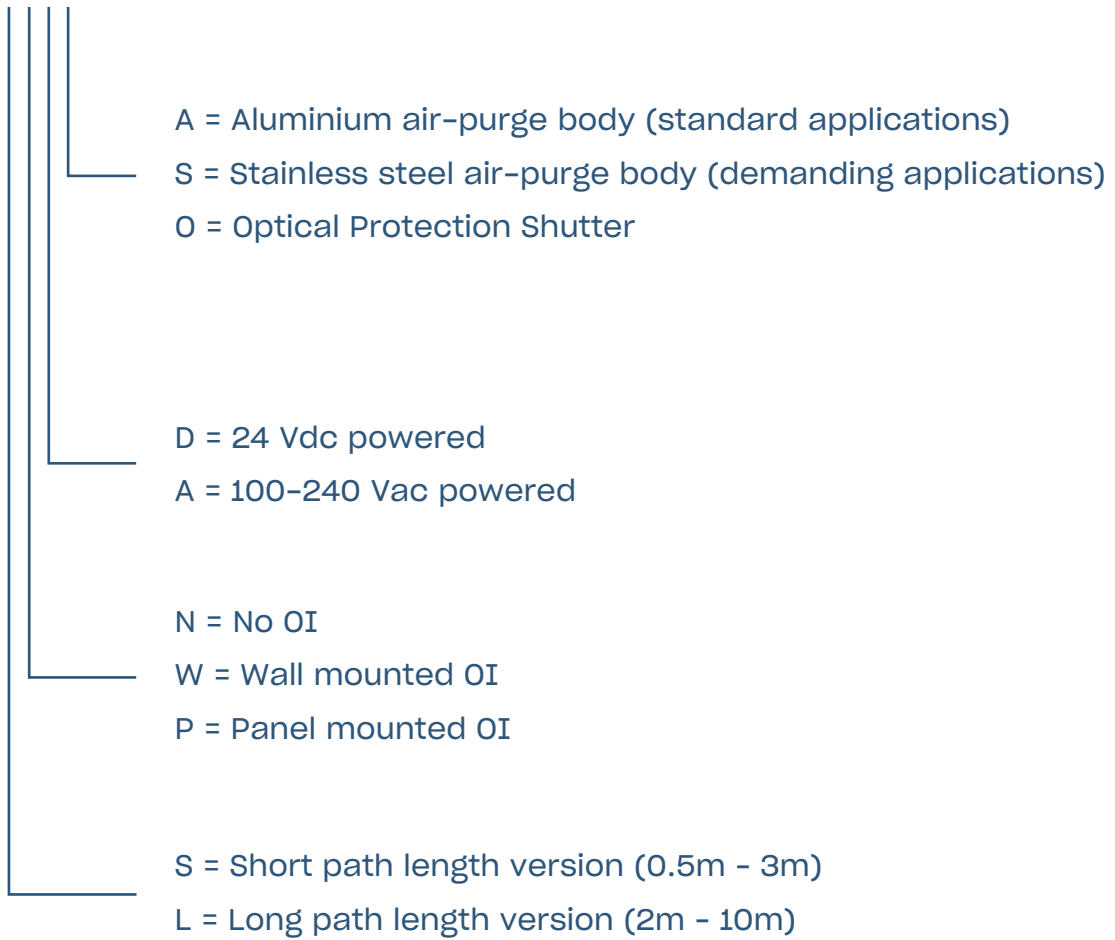 A = Aluminium air-purge body (standard applications)
S = Stainless steel air-purge body (demanding applications)
O = Optical Protection Shutter
D = 24 Vdc powered
A = 100-240 Vac powered
N = No OI
W = Wall mounted OI
P = Panel mounted OI
S = Short path length version (0.5m - 3m)
L = Long path length version (2m - 10m)